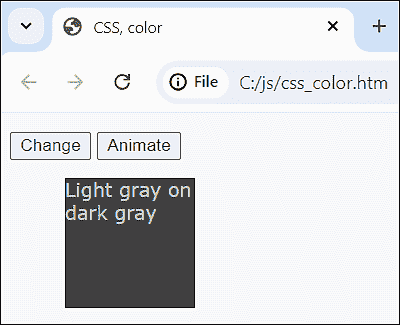 CSS, color
File C:/js/css_color.htm
Change Animate
Light gray on
dark gray